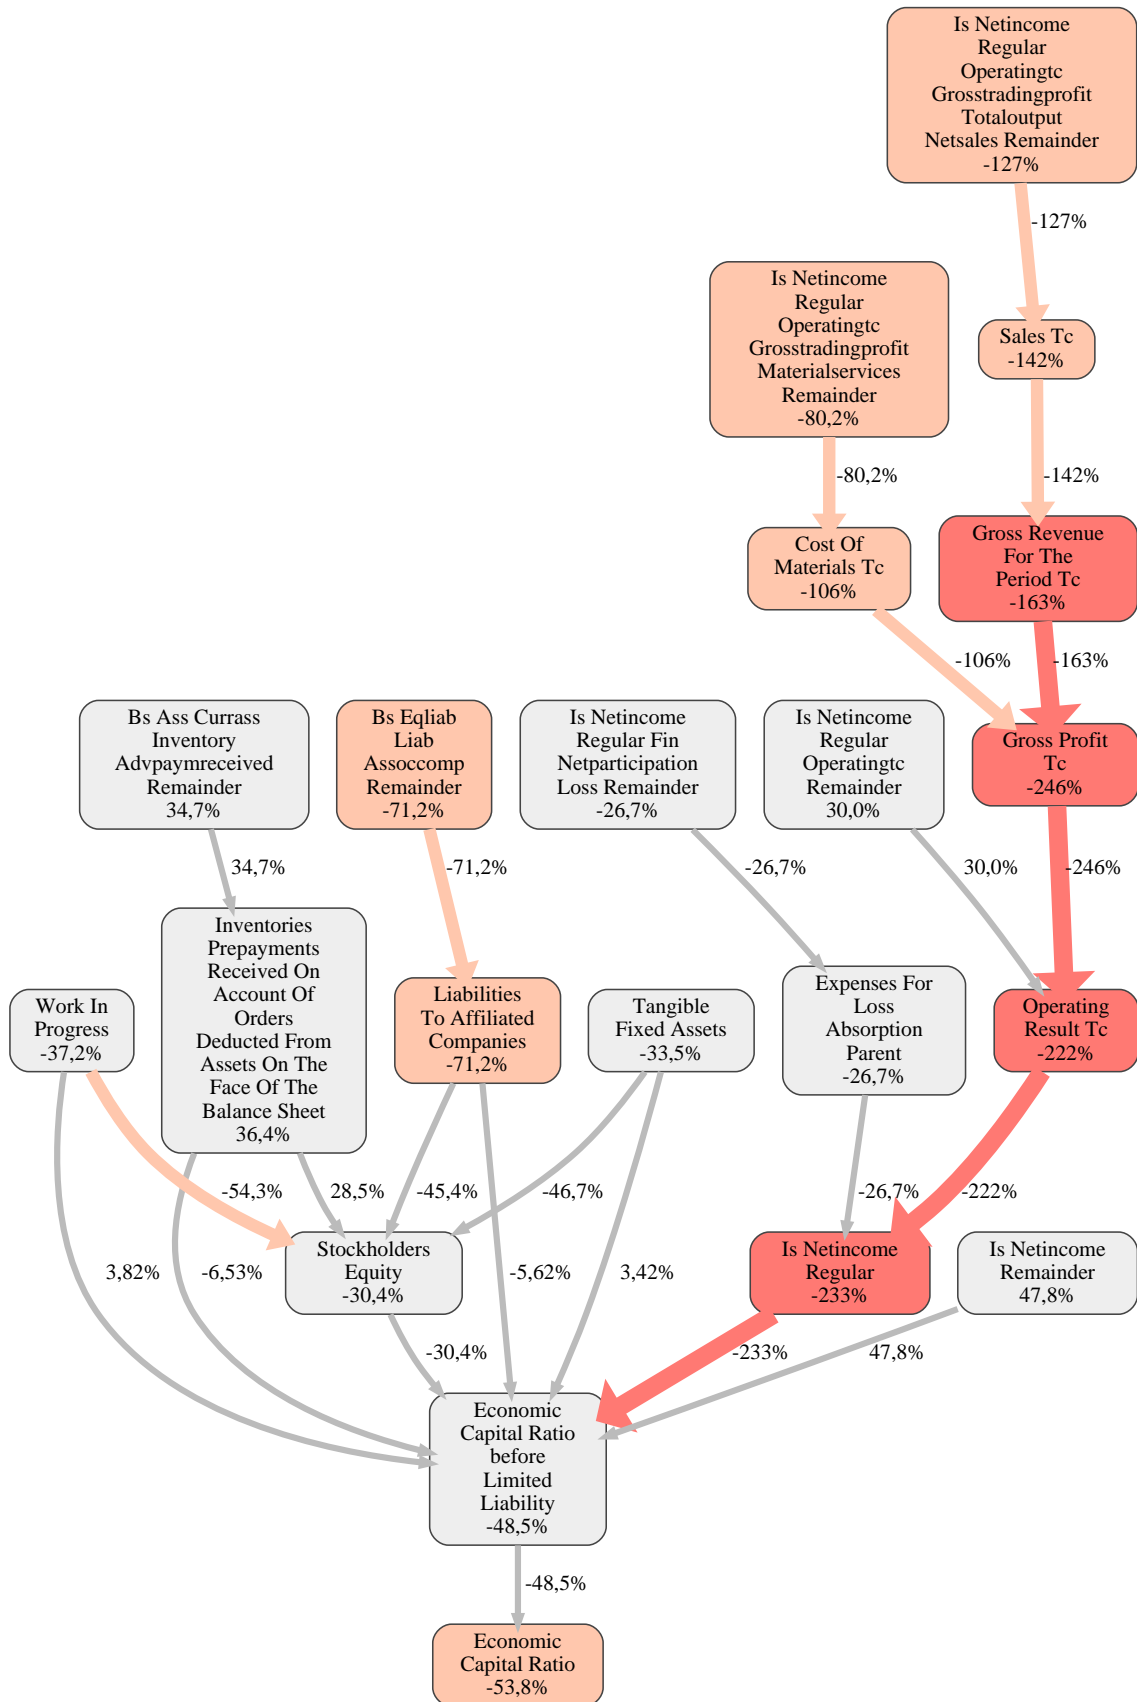 Is Netincome
Regular
Operatingtc
Grosstradingprofit
Totaloutput
Netsales Remainder
-127%
-127%
Is Netincome
Regular
Operatingtc
Grosstradingprofit
Materialservices
Remainder
-80,2%
Sales Tc
-142%
-80,2%
-142%
Cost Of
Materials Tc
-106%
Gross Revenue
For The
Period Tc
-163%
-106%
-163%
Bs Ass Currass
Inventory
Advpaymreceived
Remainder
34,7%
Bs Eqliab
Liab
Assoccomp
Remainder
-71,2%
Is Netincome
Regular Fin
Netparticipation
Loss Remainder
-26,7%
Is Netincome
Regular
Operatingtc
Remainder
30,0%
Gross Profit
Tc
-246%
34,7%
-71,2%
-26,7%
30,0%
-246%
Work In
Progress
-37,2%
Inventories
Prepayments
Received On
Account Of
Orders
Deducted From
Assets On The
Face Of The
Balance Sheet
36,4%
Liabilities
To Affiliated
Companies
-71,2%
Tangible
Fixed Assets
-33,5%
Expenses For
Loss
Absorption
Parent
-26,7%
Operating
Result Tc
-222%
-54,3%
28,5%
-45,4%
-46,7%
-26,7%
-222%
3,82%
-6,53%
Stockholders
Equity
-30,4%
-5,62%
3,42%
Is Netincome
Regular
-233%
Is Netincome
Remainder
47,8%
-30,4%
-233%
47,8%
Economic
Capital Ratio
before
Limited
Liability
-48,5%
-48,5%
Economic
Capital Ratio
-53,8%